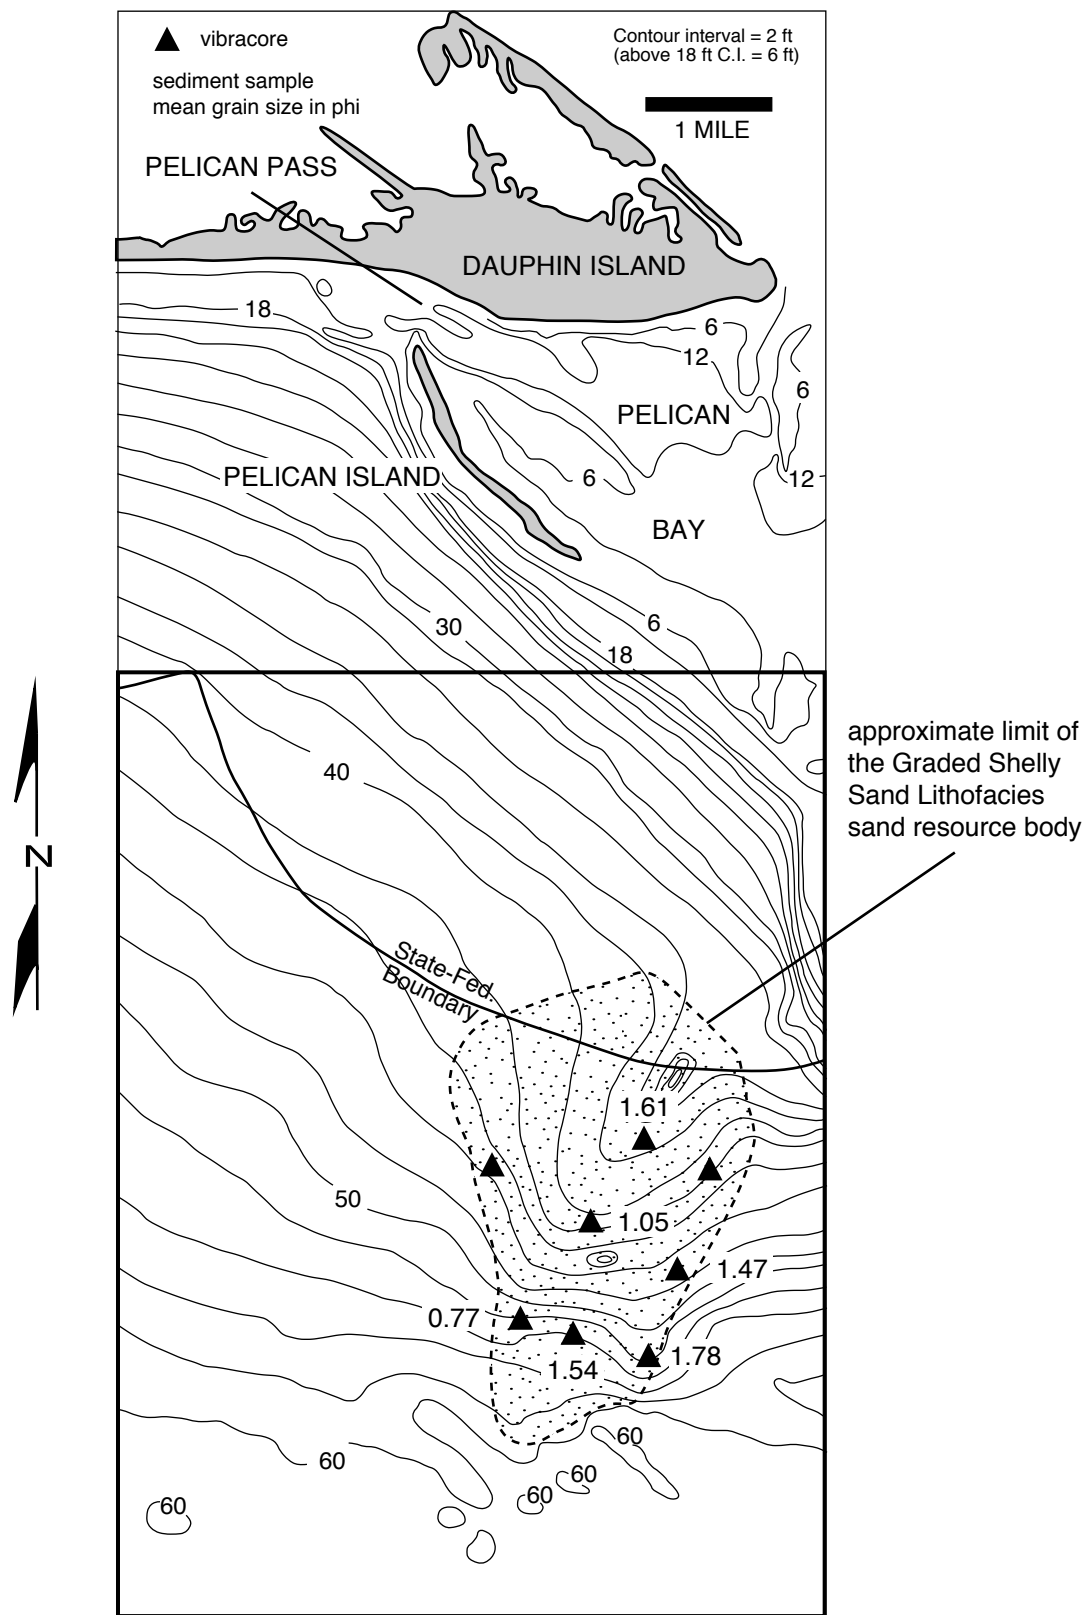 vibracore
sediment sample
mean grain size in phi
Contour interval = 2 ft
(above 18 ft C.I. = 6 ft)
1 MILE
PELICAN PASS
DAUPHIN ISLAND
18
6
12
6
PELICAN
PELICAN ISLAND
6
12
BAY
30
6
18
40
approximate limit of
the Graded Shelly
Sand Lithofacies
sand resource body
N
State-Fed.
Boundary
1.61
50
1.05
1.47
0.77
1.54
1.78
60
60
60
60
60